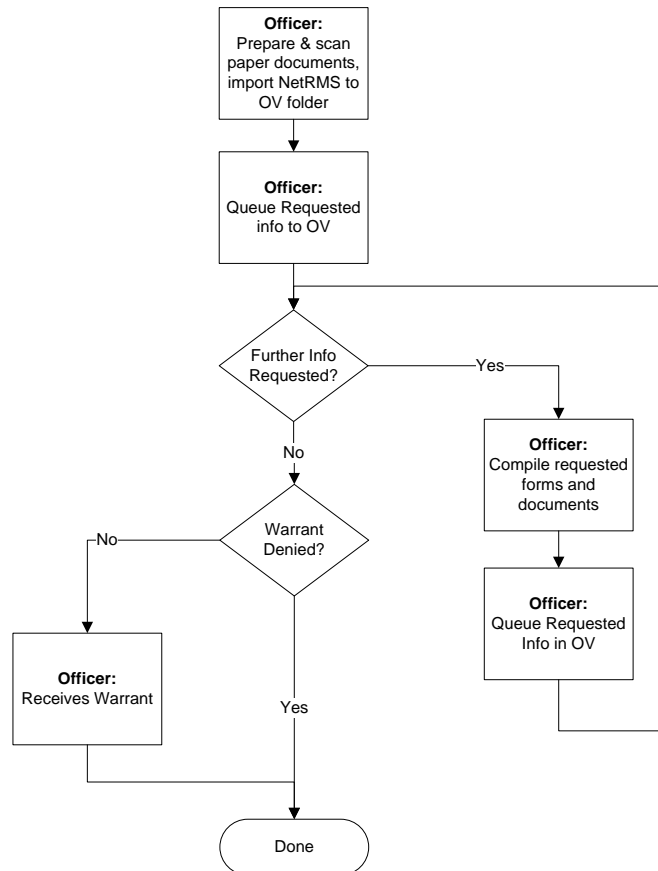 Officer:
Prepare & scan
paper documents,
import NetRMS to
OV folder
Officer:
Queue Requested
info to OV
Further Info
Requested?
Yes
No
Officer:
Compile requested
forms and
documents
Warrant
Denied?
No
Officer:
Queue Requested
Info in OV
Officer:
Receives Warrant
Yes
Done